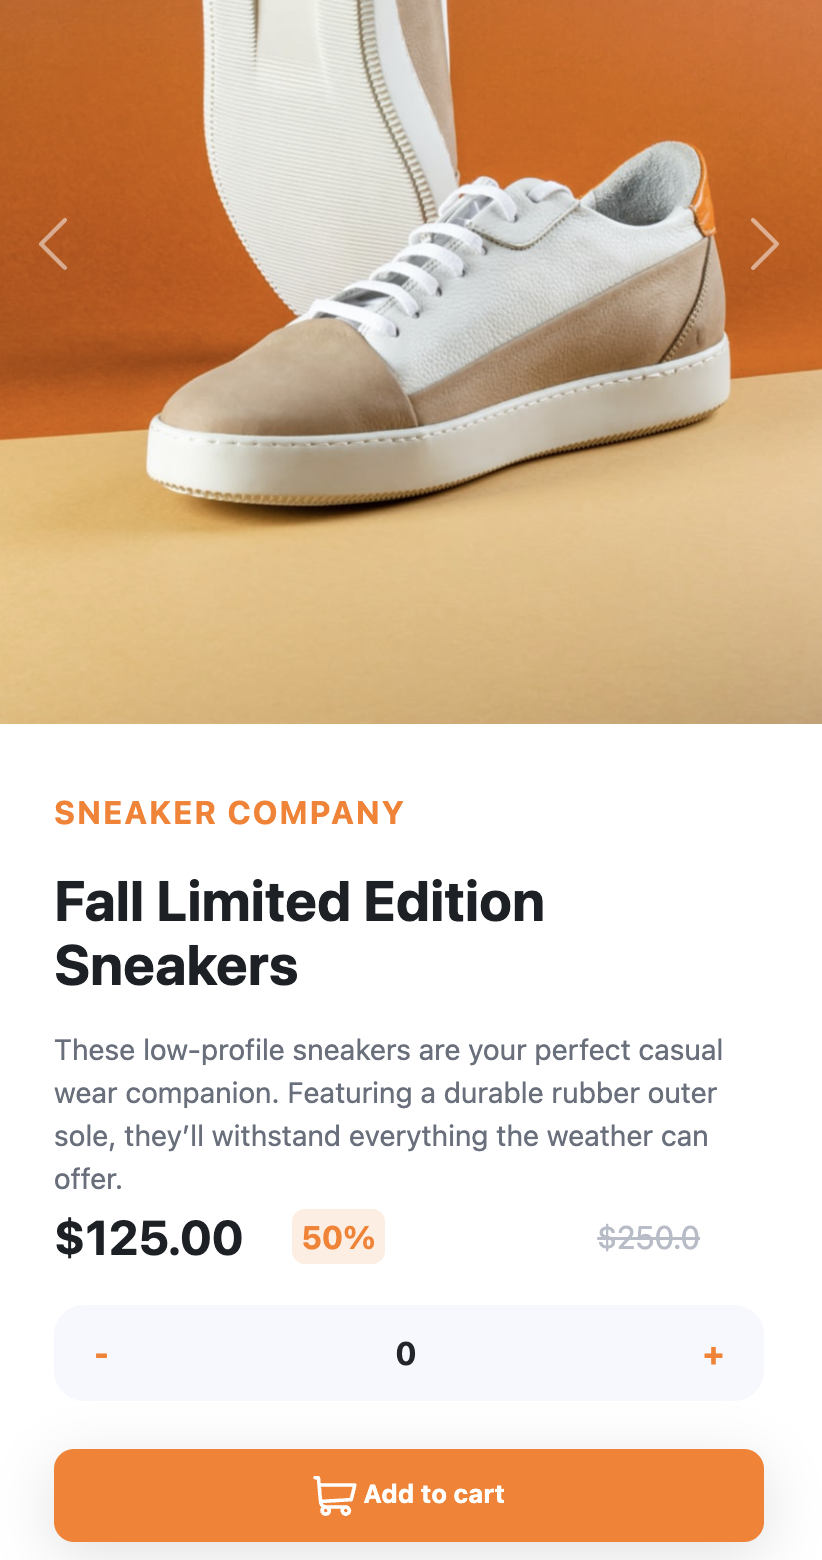 SNEAKER COMPANY
Fall Limited Edition
Sneakers
These low-profile sneakers are your perfect casual
wear companion. Featuring a durable rubber outer
sole, they’ll withstand everything the weather can
offer.
$125.00 50% $250.0
- 0 +
Add to cart